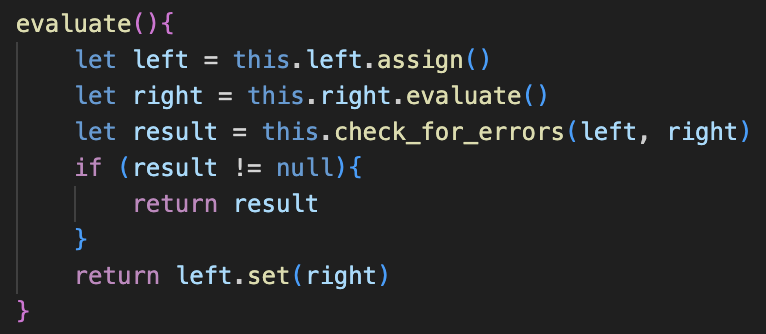 evaluate(){
    let left = this.left.assign()
    let right = this.right.evaluate()
    let result = this.check_for_errors(left, right)
    if (result != null){
        return result
    }
    return left.set(right)
}